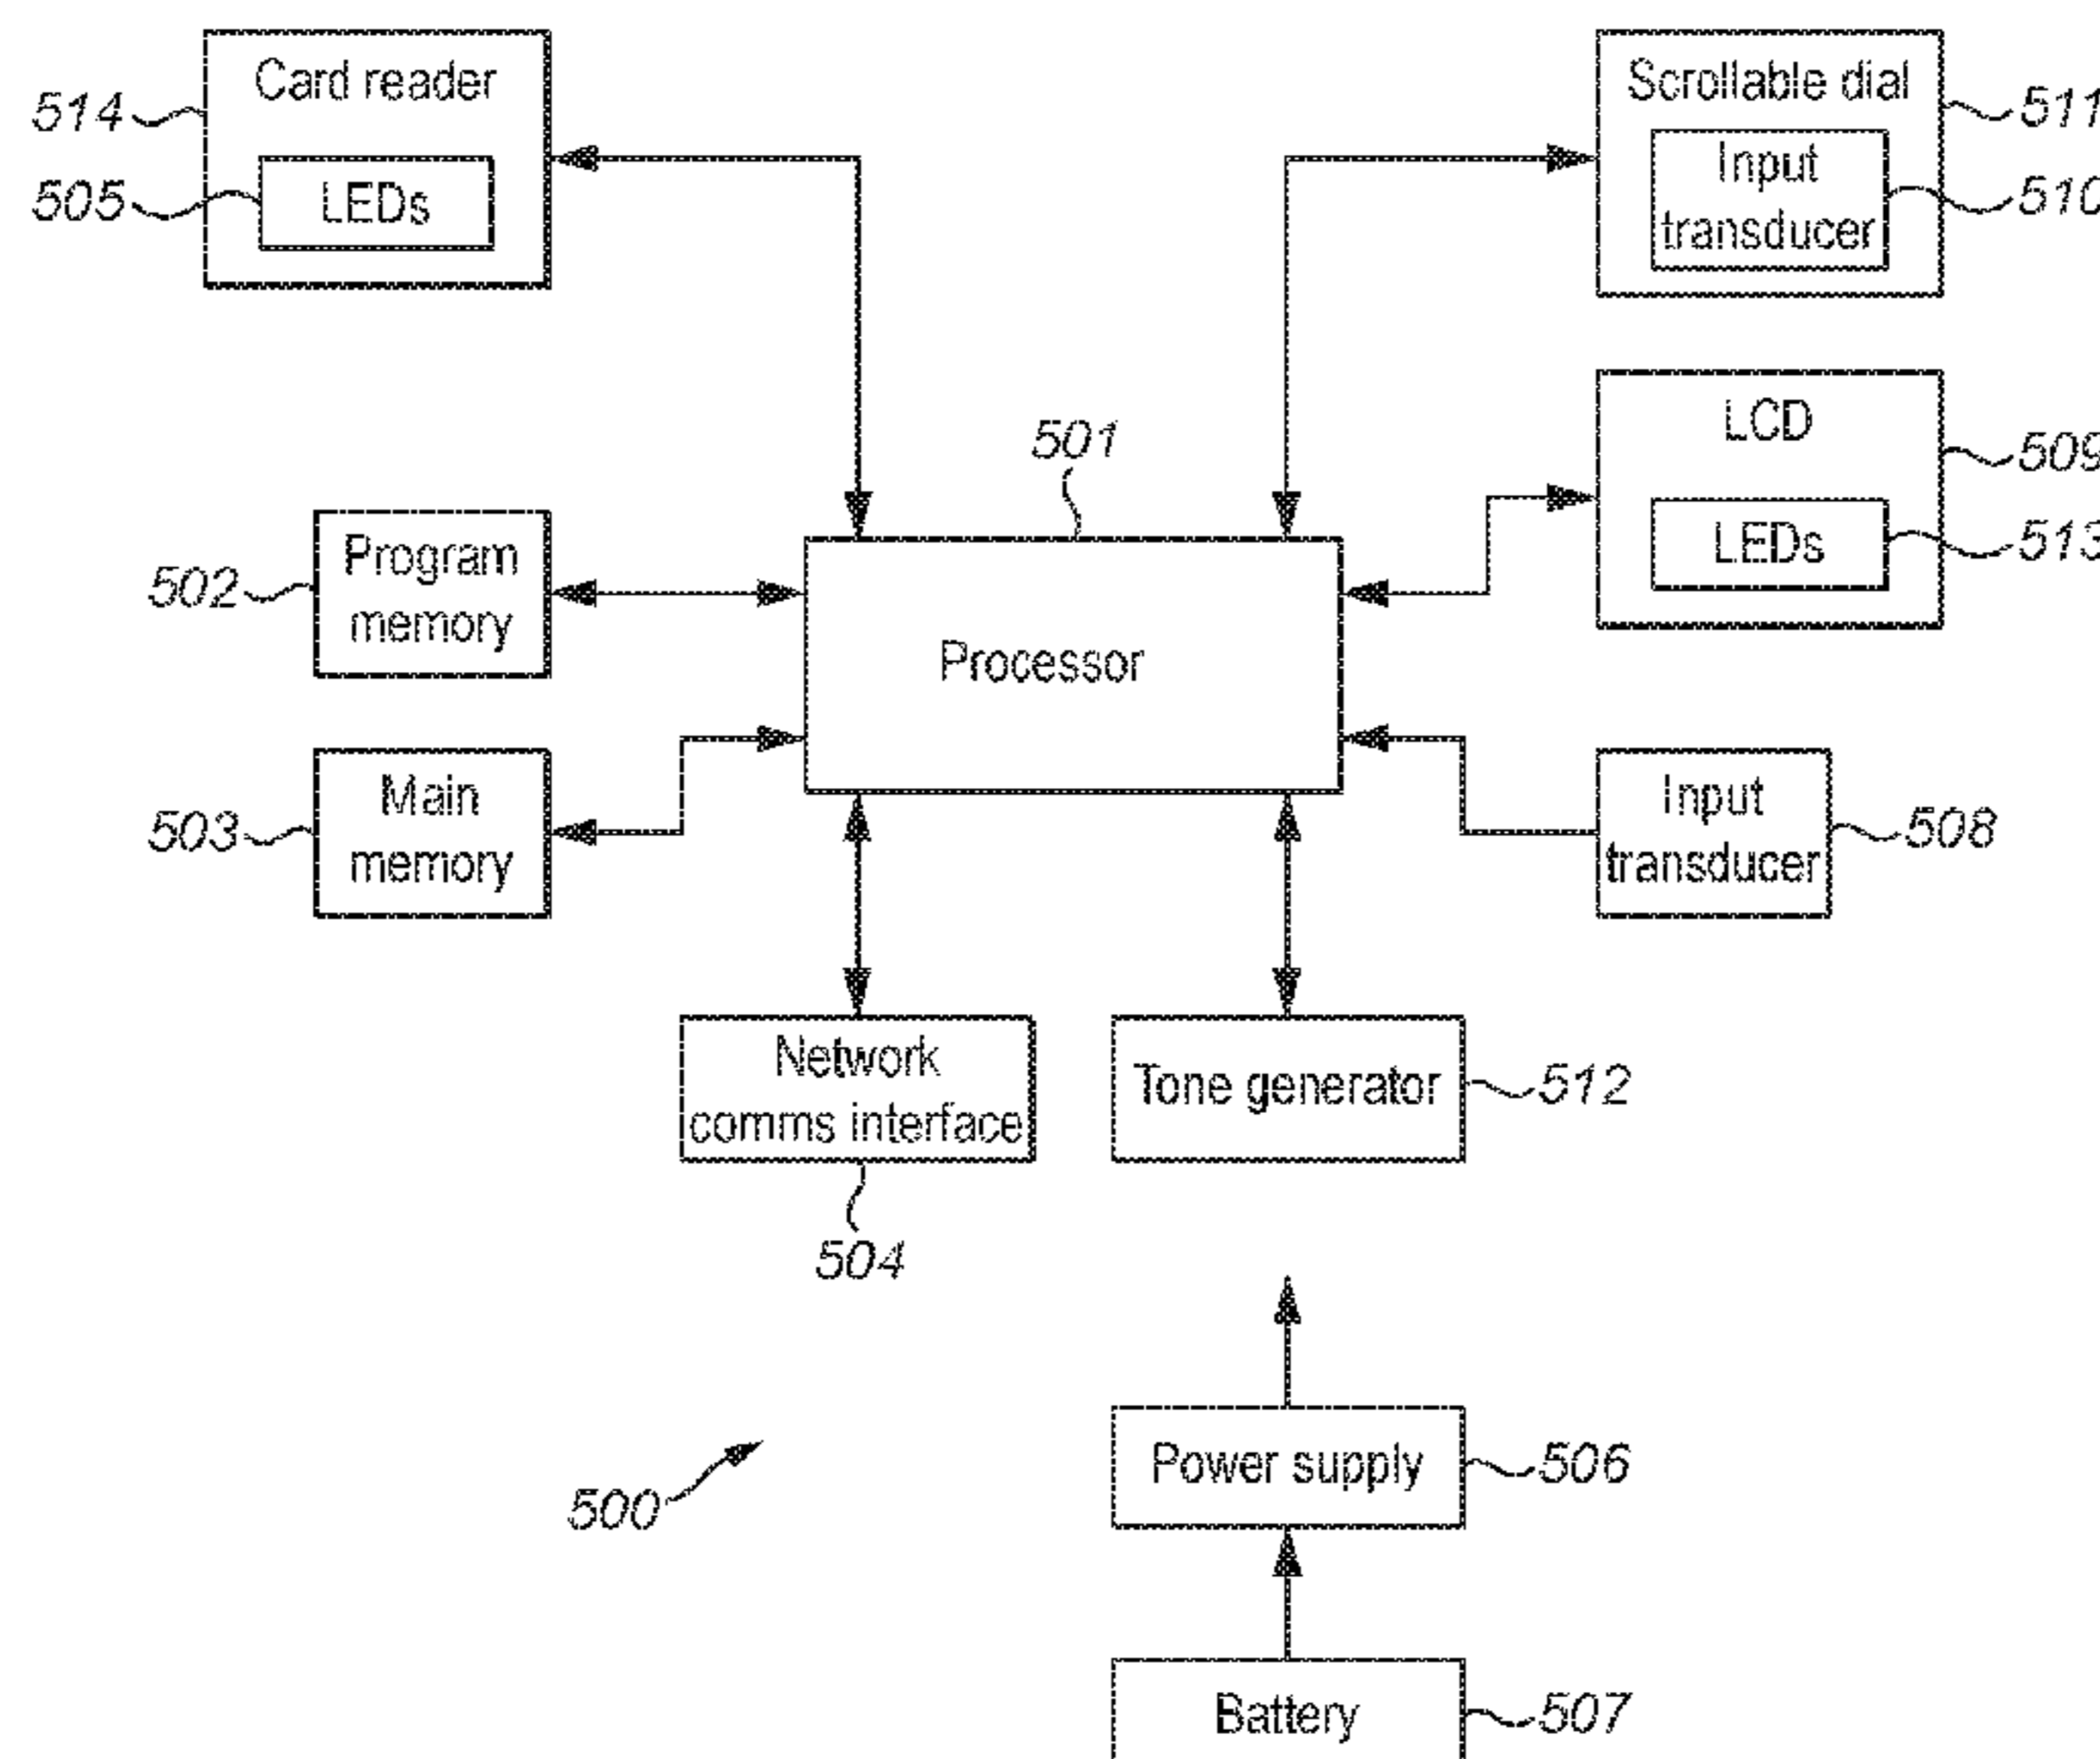 Card reader
514
505
LEDs
Scrollable dial
511
Input
transducer
510
LCD
509
LEDs
513
501
Processor
Program
memory
502
Main
memory
503
Input
transducer
508
Network
comms interface
504
Tone generator
512
Power supply
506
500
Battery
507